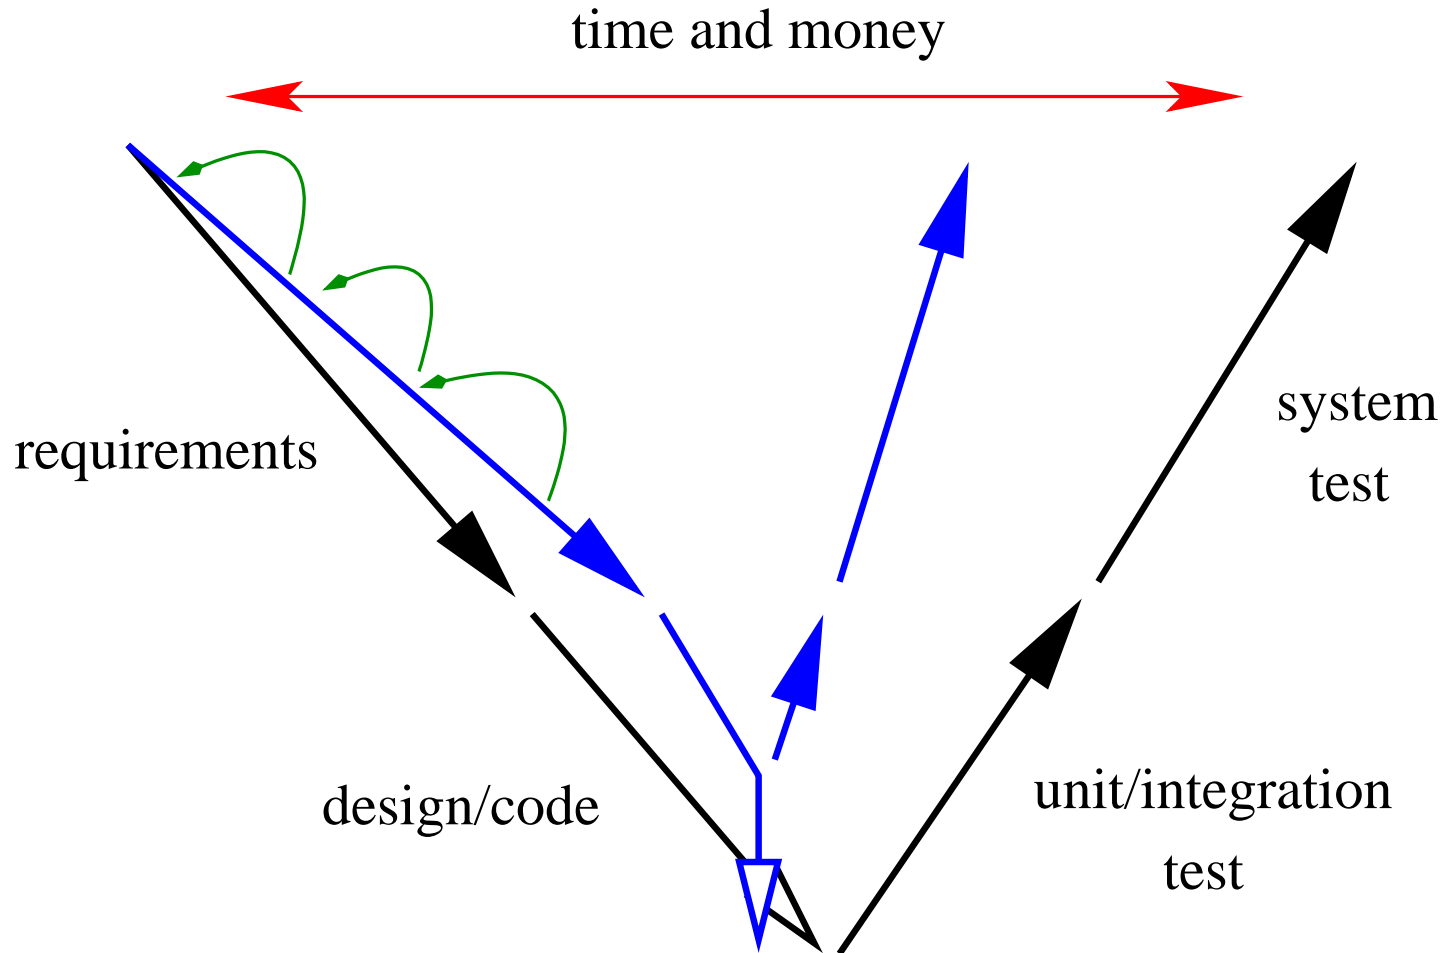 time and money
requirements
system
test
design/code
unit/integration
test